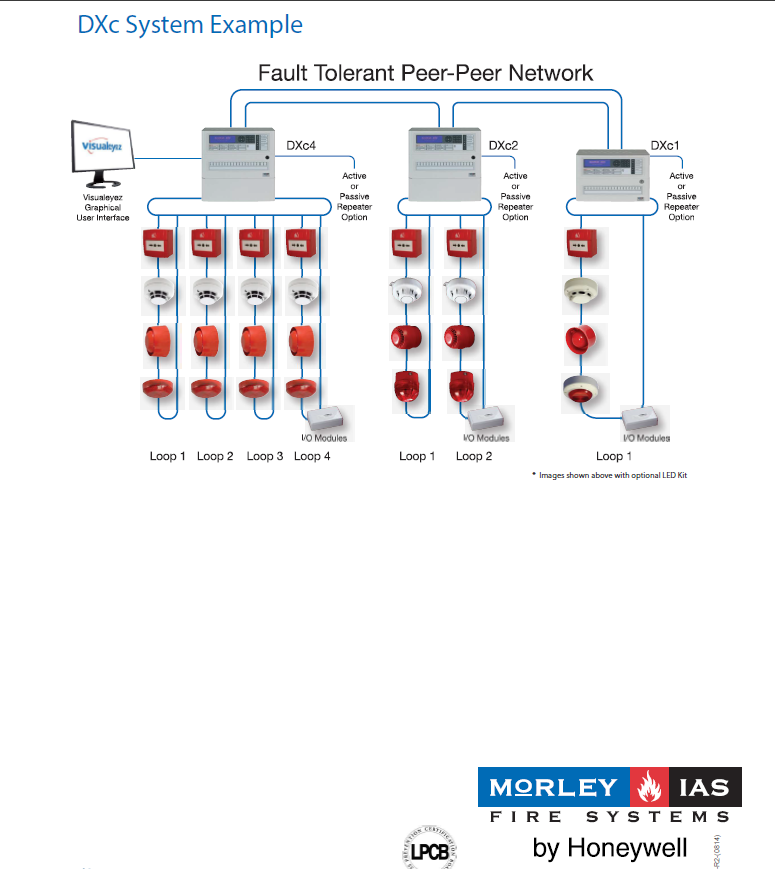 DXc System Example
Fault Tolerant Peer-Peer Network
Visualeyez
DXc4
DXc2
DXc1
Visualeyez
Graphical
User Interface
Active
or
Passive
Repeater
Option
Active
or
Passive
Repeater
Option
Active
or
Passive
Repeater
Option
I/O Modules
I/O Modules
I/O Modules
Loop 1 Loop 2 Loop 3 Loop 4
Loop 1 Loop 2
Loop 1
* Images shown above with optional LED Kit
MORLEY IAS
FIRE SYSTEMS
by Honeywell
LPCB
-R2-(0814)